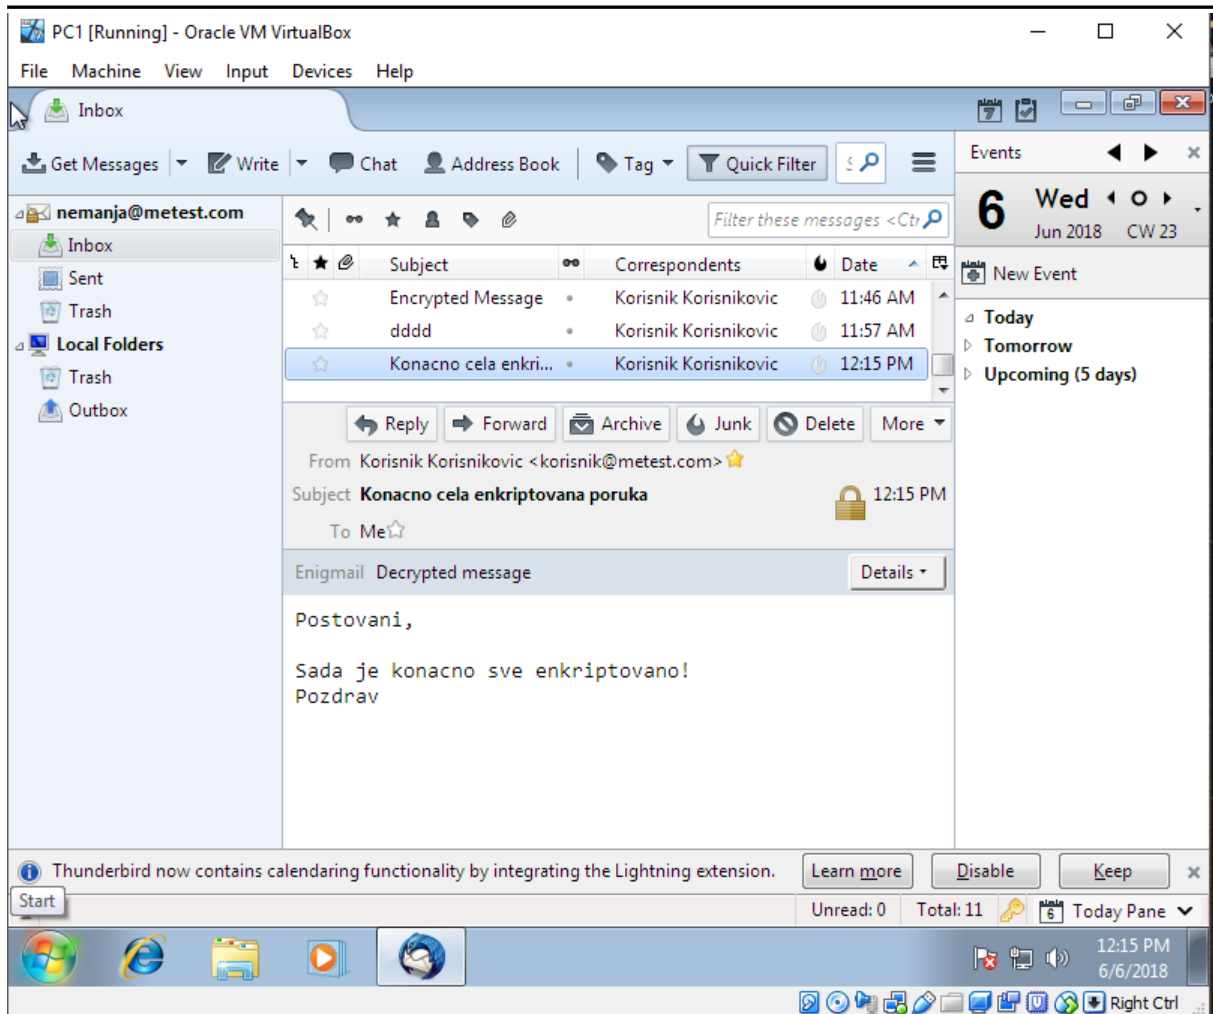 PC1 [Running] - Oracle VM VirtualBox
File Machine View Input Devices Help
Inbox
Get Messages Write Chat Address Book Tag Quick Filter
Events
nemanja@metest.com
Inbox
Sent
Trash
Local Folders
Trash
Outbox
Filter these messages <Ctr
Subject Correspondents Date
Encrypted Message Korisnik Korisnikovic 11:46 AM
dddd Korisnik Korisnikovic 11:57 AM
Konacno cela enkri... Korisnik Korisnikovic 12:15 PM
Reply Forward Archive Junk Delete More
From Korisnik Korisnikovic <korisnik@metest.com>
Subject Konacno cela enkriptovana poruka 12:15 PM
To Me
Enigmail Decrypted message Details
Postovani,
Sada je konacno sve enkriptovano!
Pozdrav
6 Wed
Jun 2018 CW 23
New Event
Today
Tomorrow
Upcoming (5 days)
Thunderbird now contains calendaring functionality by integrating the Lightning extension. Learn more Disable Keep
Start
Unread: 0 Total: 11 6 Today Pane
12:15 PM
6/6/2018
Right Ctrl